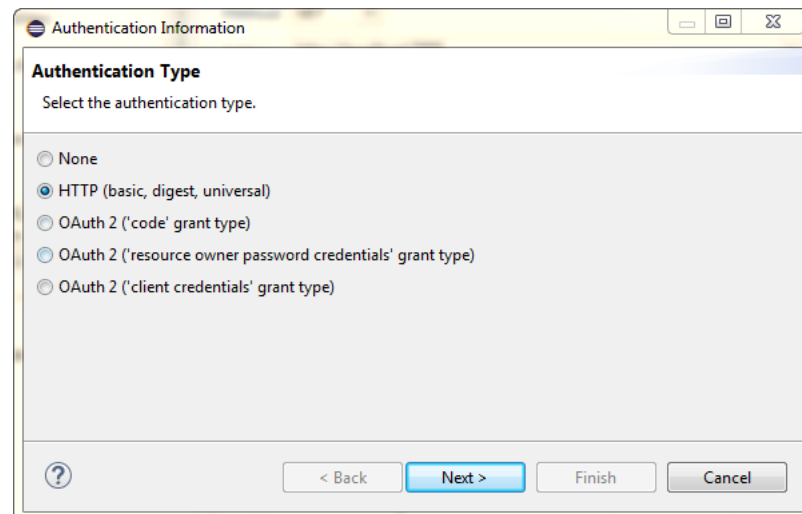 Authentication Information
Authentication Type
Select the authentication type.
None
HTTP (basic, digest, universal)
OAuth 2 ('code' grant type)
OAuth 2 ('resource owner password credentials' grant type)
OAuth 2 ('client credentials' grant type)
?
< Back
Next >
Finish
Cancel